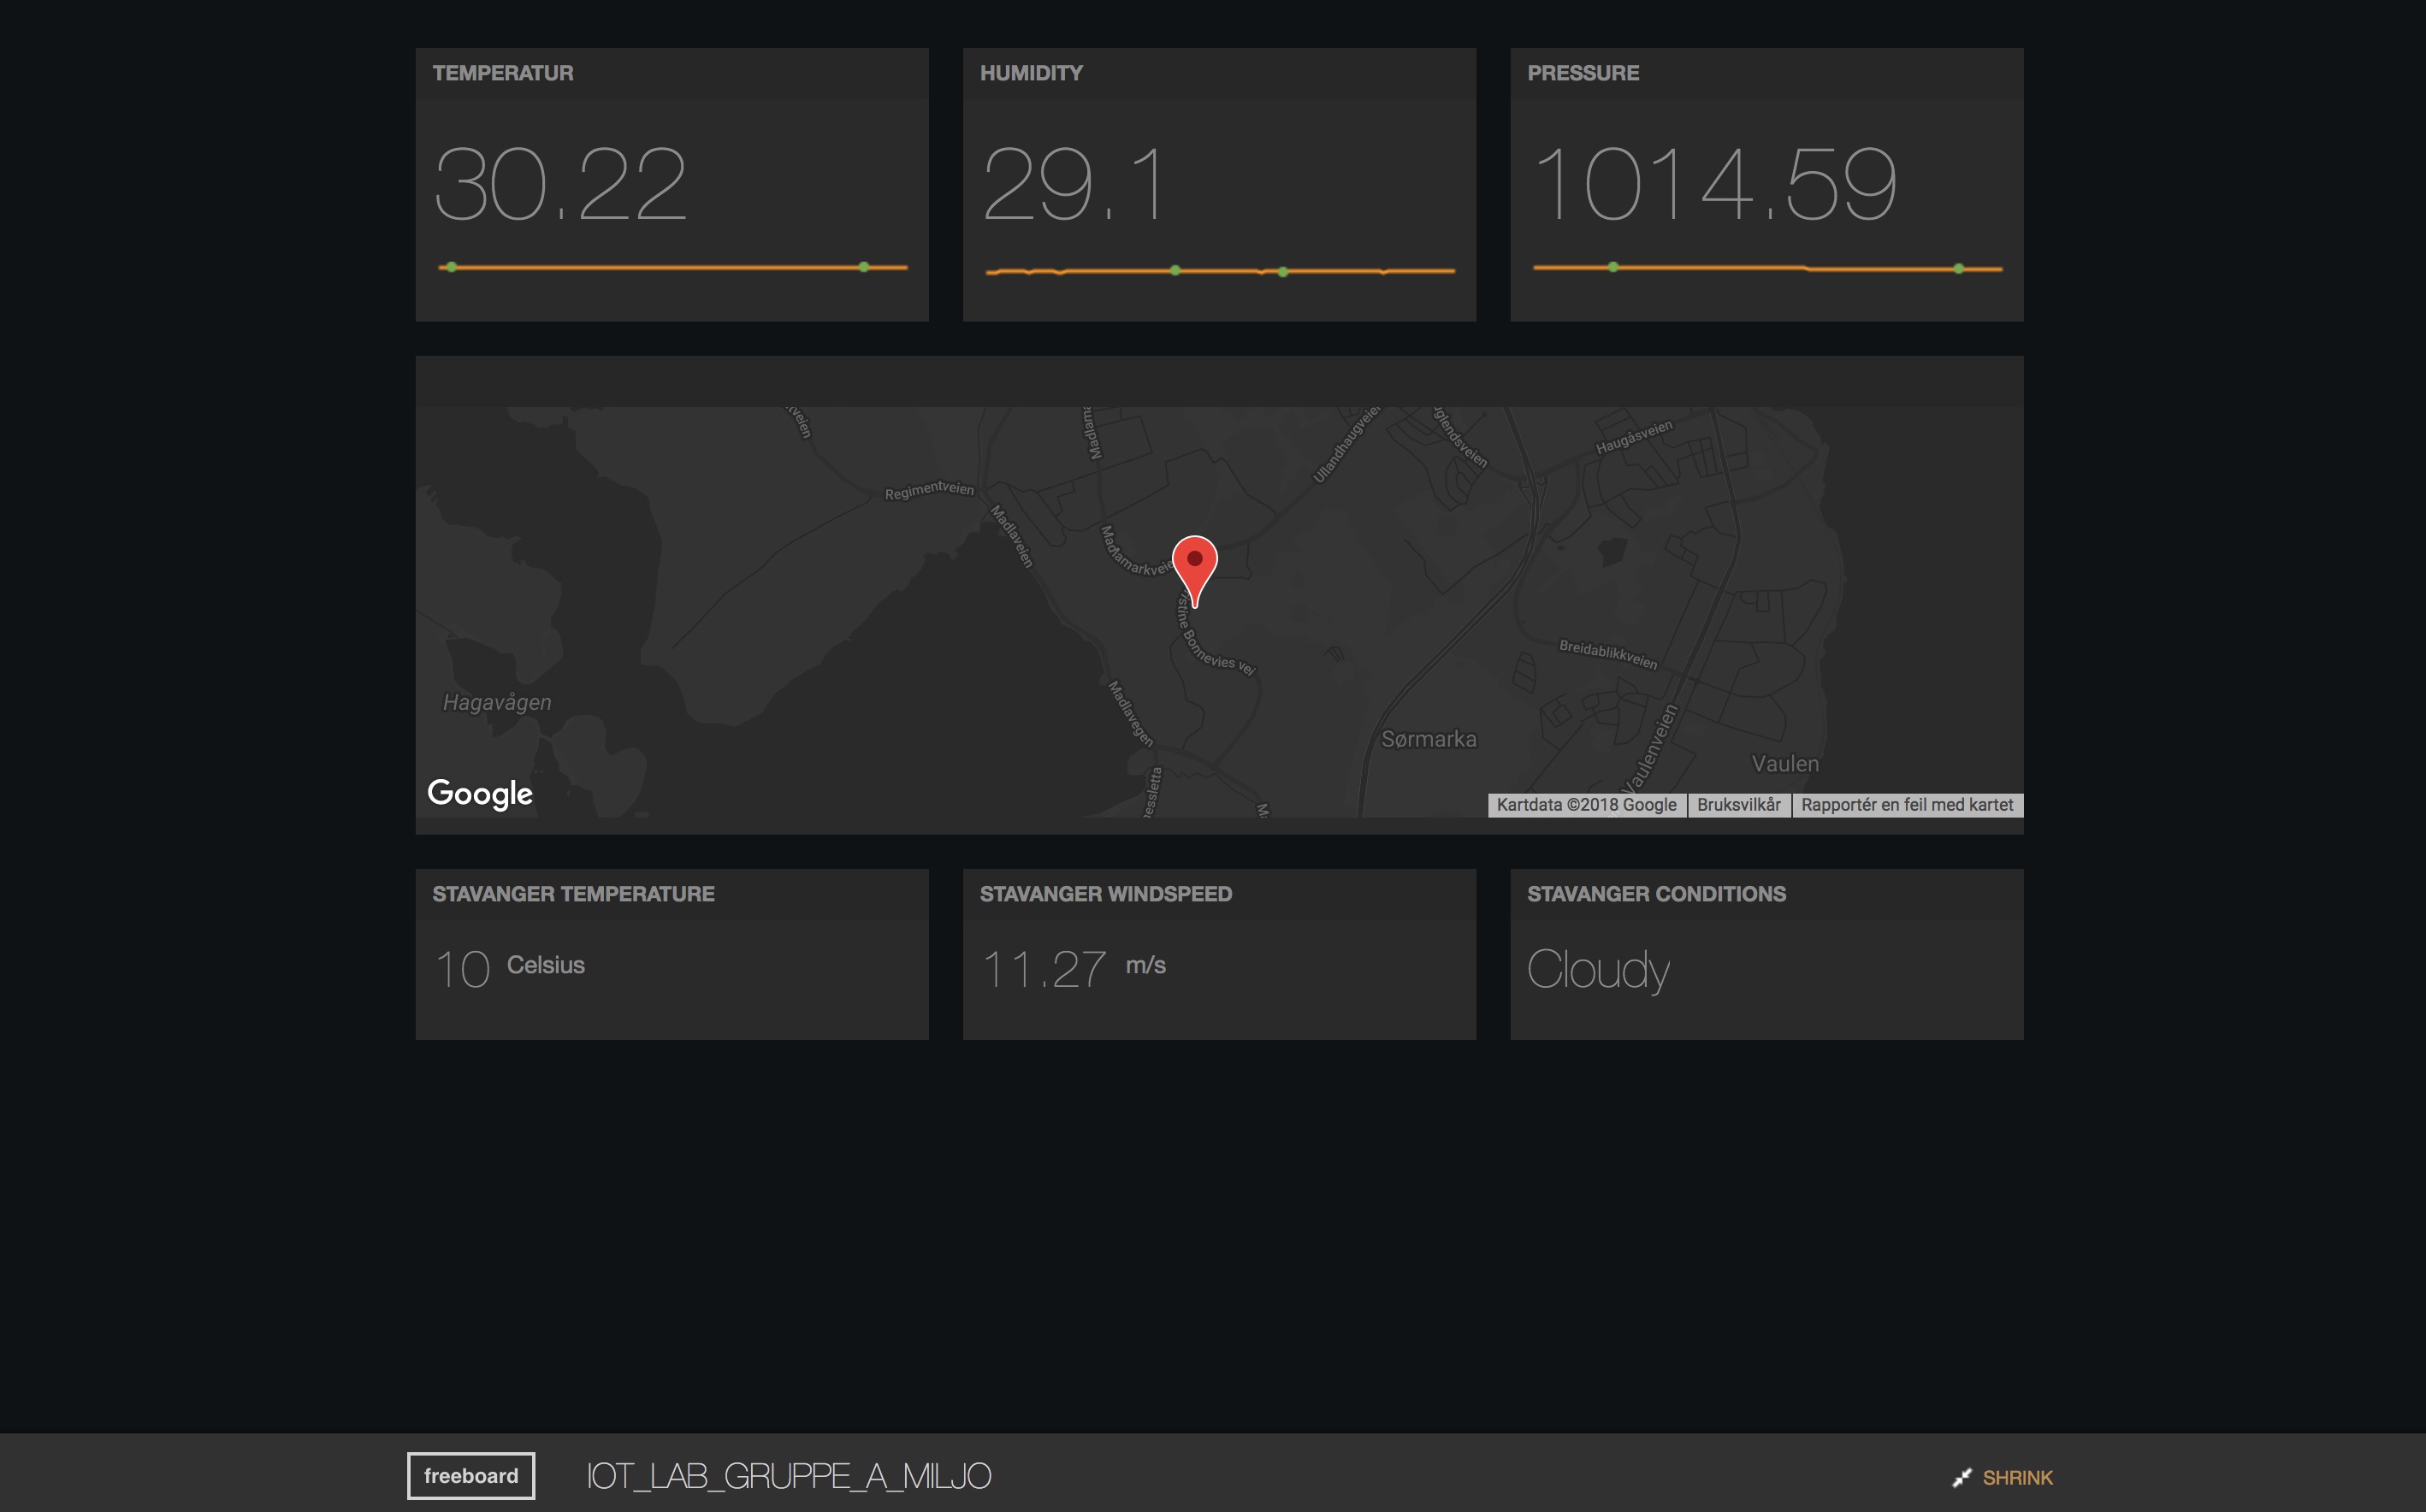 TEMPERATUR
30.22
HUMIDITY
29.1
PRESSURE
1014.59
Regimentveien
Madlaveien
Ullandhaugveien
Haugåsveien
Bonnevies vei
Madlavegen
Breidablikkveien
Hagavågen
Sørmarka
Vaulenveien
Vaulen
Google
Kartdata ©2018 Google
Bruksvilkår
Rapportér en feil med kartet
STAVANGER TEMPERATURE
10 Celsius
STAVANGER WINDSPEED
11.27 m/s
STAVANGER CONDITIONS
Cloudy
freeboard
IOT_LAB_GRUPPE_A_MILJO
SHRINK